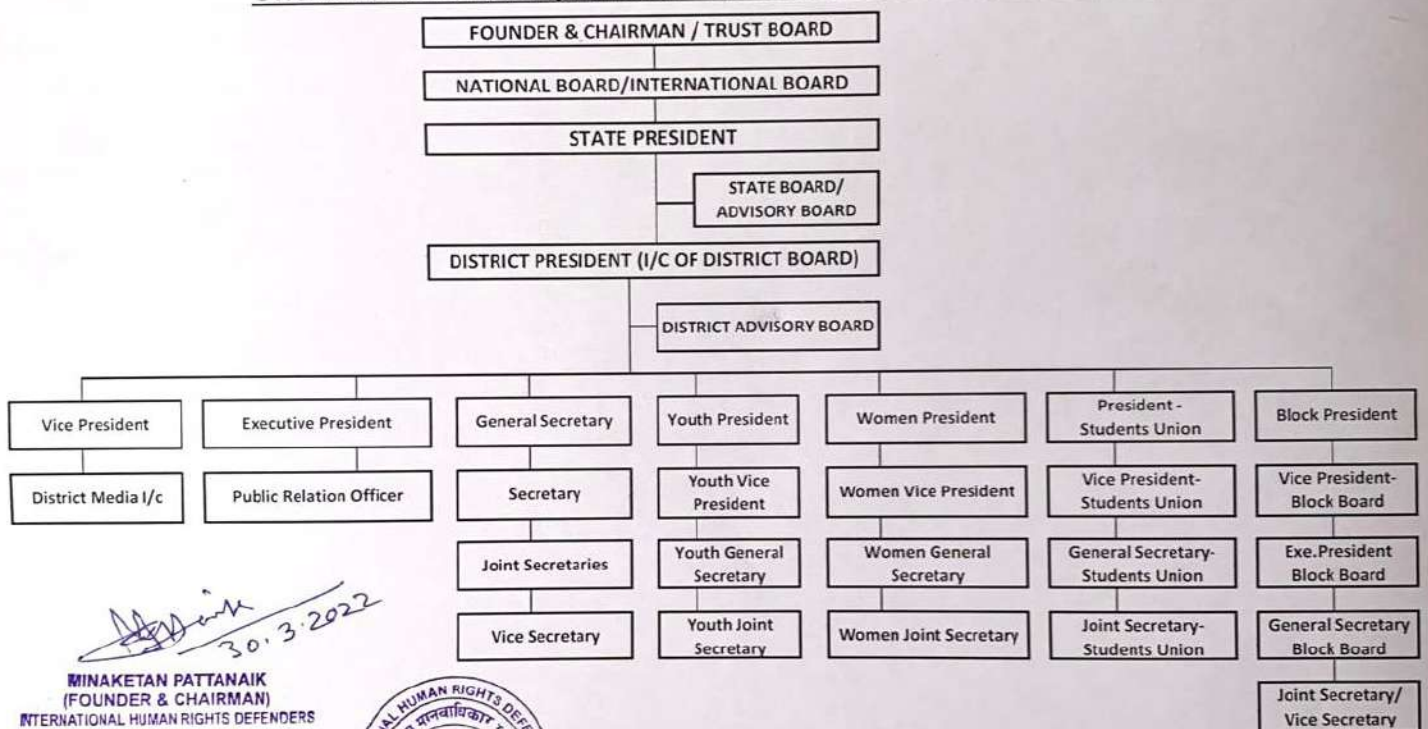 FOUNDER & CHAIRMAN / TRUST BOARD
NATIONAL BOARD/INTERNATIONAL BOARD
STATE PRESIDENT
STATE BOARD/
ADVISORY BOARD
DISTRICT PRESIDENT (I/C OF DISTRICT BOARD)
DISTRICT ADVISORY BOARD
Vice President
Executive President
General Secretary
Youth President
Women President
President -
Students Union
Block President
District Media I/c
Public Relation Officer
Secretary
Youth Vice
President
Women Vice President
Vice President-
Students Union
Vice President-
Block Board
Joint Secretaries
Youth General
Secretary
Women General
Secretary
General Secretary-
Students Union
Exe.President
Block Board
Vice Secretary
Youth Joint
Secretary
Women Joint Secretary
Joint Secretary-
Students Union
General Secretary
Block Board
Joint Secretary/
Vice Secretary
30.3.2022
MINAKETAN PATTANAIK
(FOUNDER & CHAIRMAN)
INTERNATIONAL HUMAN RIGHTS DEFENDERS
HUMAN RIGHTS
मानवाधिकार